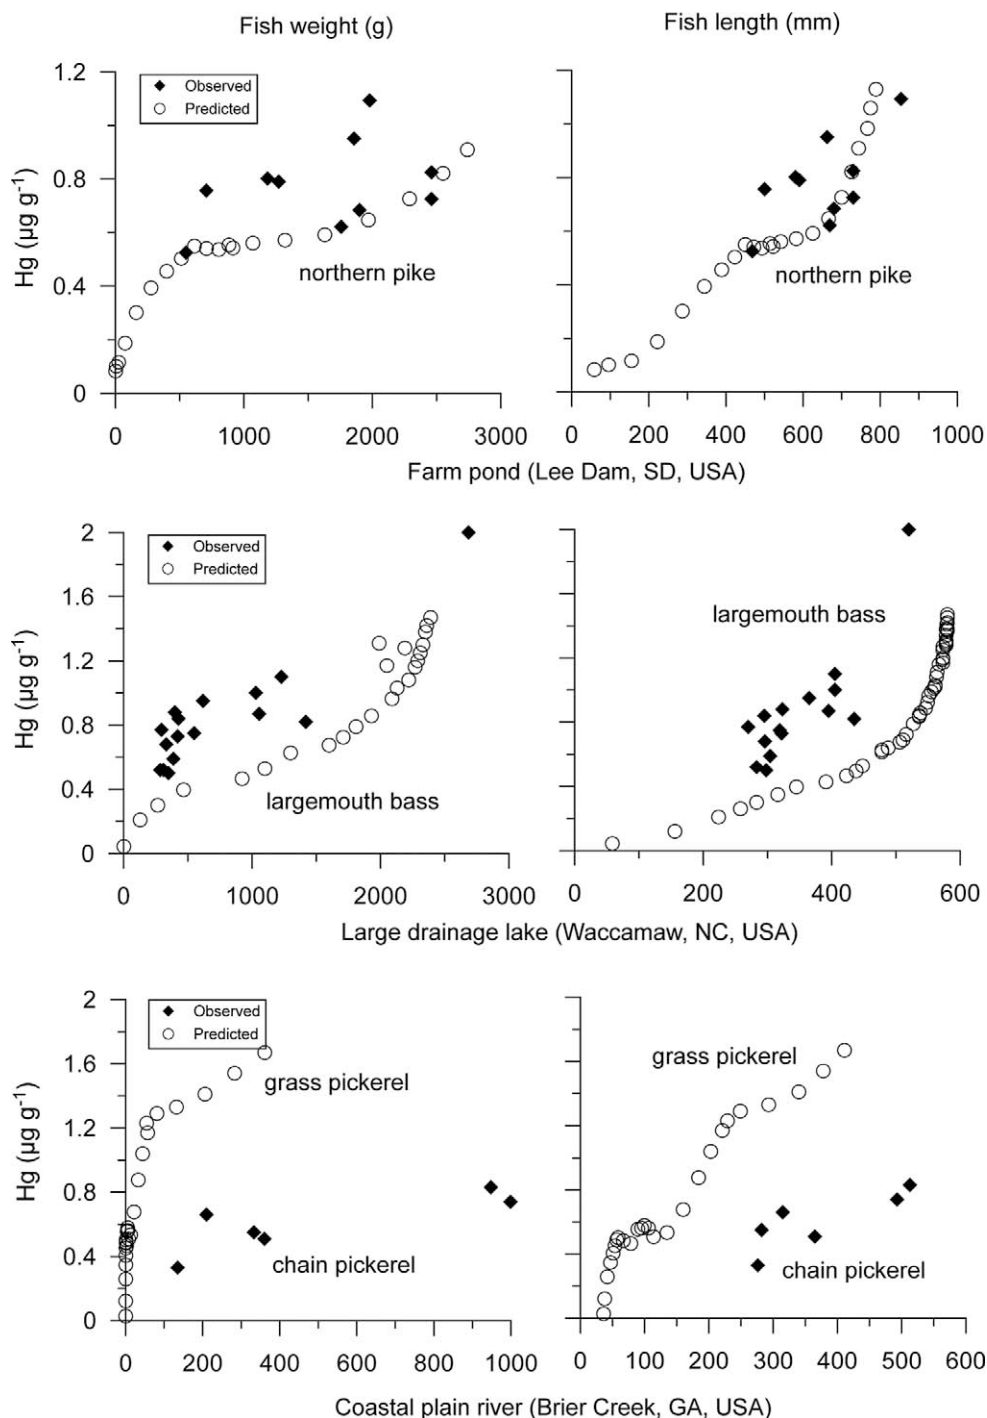 Fish weight (g)
Fish length (mm)
Hg (µg g-1)
1.2
0.8
0.4
0
Observed
Predicted
northern pike
0 1000 2000 3000
northern pike
0 200 400 600 800 1000
Farm pond (Lee Dam, SD, USA)
Hg (µg g-1)
2
1.6
1.2
0.8
0.4
0
Observed
Predicted
largemouth bass
0 1000 2000 3000
largemouth bass
0 200 400 600
Large drainage lake (Waccamaw, NC, USA)
Hg (µg g-1)
2
1.6
1.2
0.8
0.4
0
Observed
Predicted
grass pickerel
chain pickerel
0 200 400 600 800 1000
grass pickerel
chain pickerel
0 100 200 300 400 500 600
Coastal plain river (Brier Creek, GA, USA)